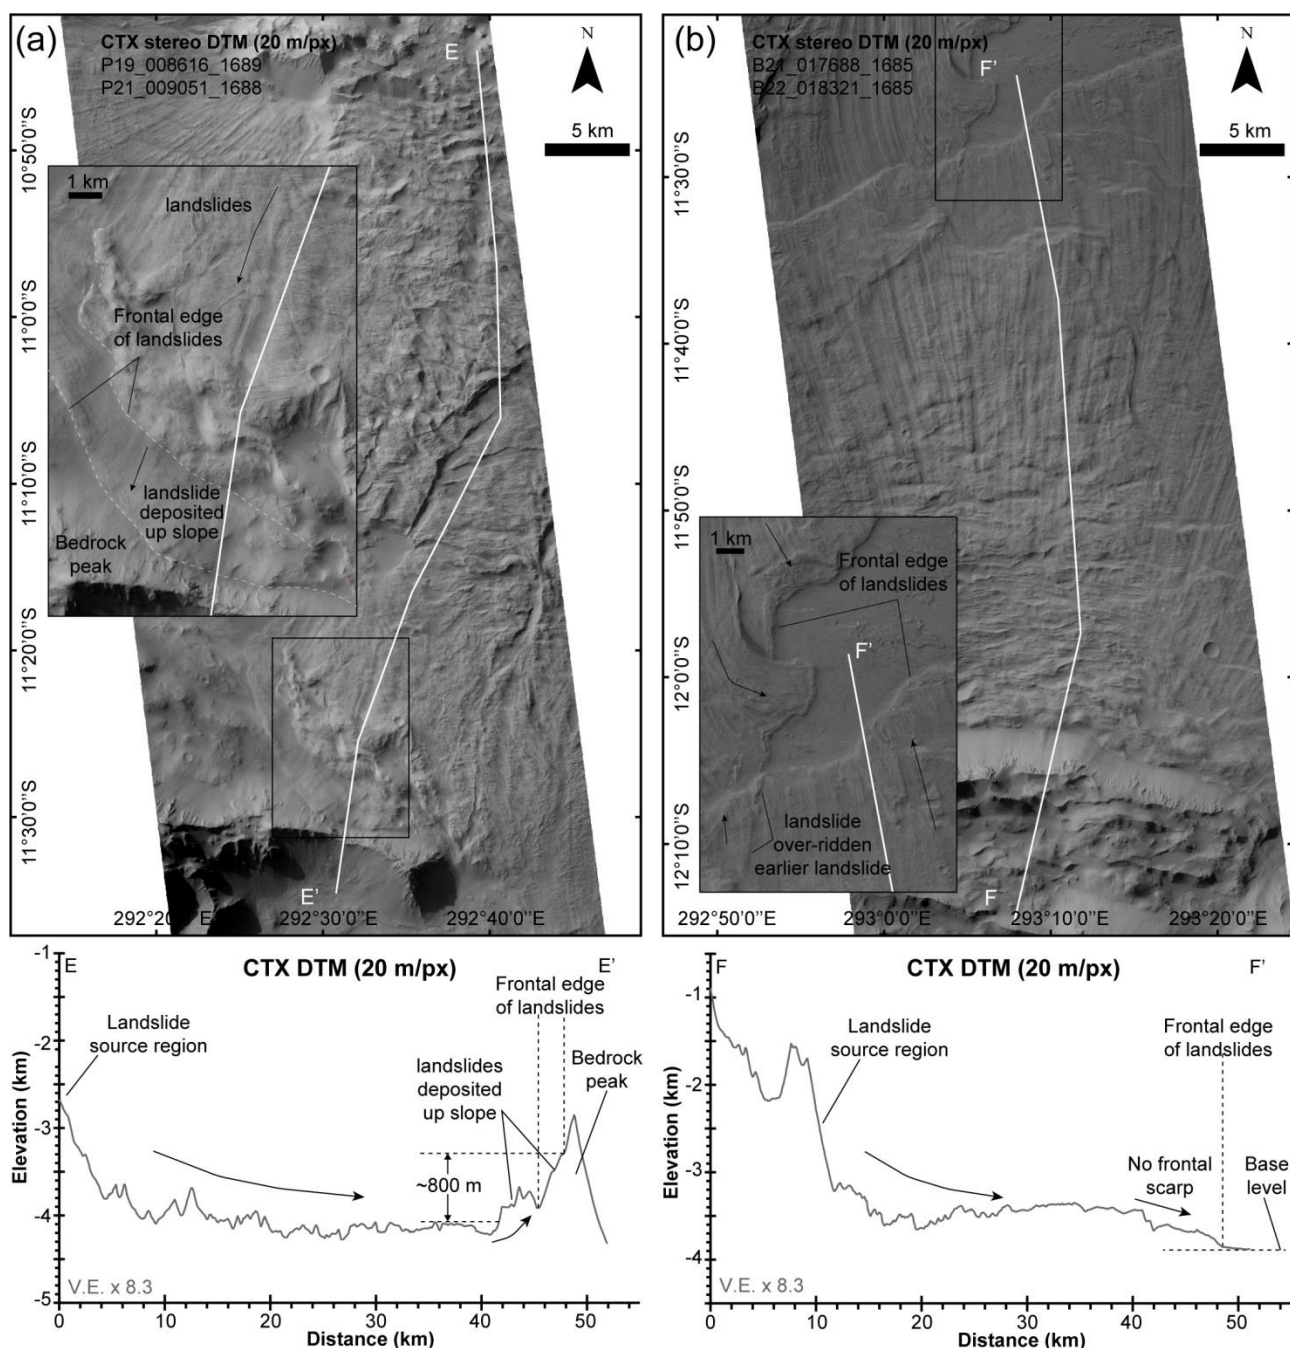 (a)
CTX stereo DTM (20 m/px)
P19_008616_1689
P21_009051_1688
E
N
5 km
10°50'0''S
11°0'0''S
11°10'0''S
11°20'0''S
11°30'0''S
1 km
landslides
Frontal edge
of landslides
landslide
deposited
up slope
Bedrock
peak
E'
292°20'0''E
292°30'0''E
292°40'0''E
(b)
CTX stereo DTM (20 m/px)
B21_017688_1685
B22_018321_1685
F'
N
5 km
11°30'0''S
11°40'0''S
11°50'0''S
12°0'0''S
12°10'0''S
1 km
Frontal edge
of landslides
F'
landslide
over-ridden
earlier landslide
F
292°50'0''E
293°0'0''E
293°10'0''E
293°20'0''E
E
CTX DTM (20 m/px)
E'
Frontal edge
of landslides
Landslide
source region
landslides
deposited
up slope
Bedrock
peak
~800 m
V.E. x 8.3
Elevation (km)
-1
-2
-3
-4
-5
0
10
20
30
40
50
Distance (km)
F
CTX DTM (20 m/px)
F'
Landslide
source region
Frontal edge
of landslides
No frontal
scarp
Base
level
V.E. x 8.3
Elevation (km)
-1
-2
-3
-4
0
10
20
30
40
50
Distance (km)